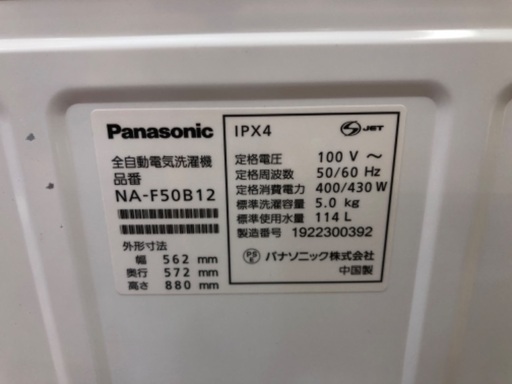 Panasonic
全自動電気洗濯機
品番
NA-F50B12
外形寸法
幅 562 mm
奥行 572 mm
高さ 880 mm
IPX4
S JET
定格電圧 100 V ～
定格周波数 50/60 Hz
定格消費電力 400/430 W
標準洗濯容量 5.0 kg
標準使用水量 114 L
製造番号 1922300392
PS E パナソニック株式会社
中国製